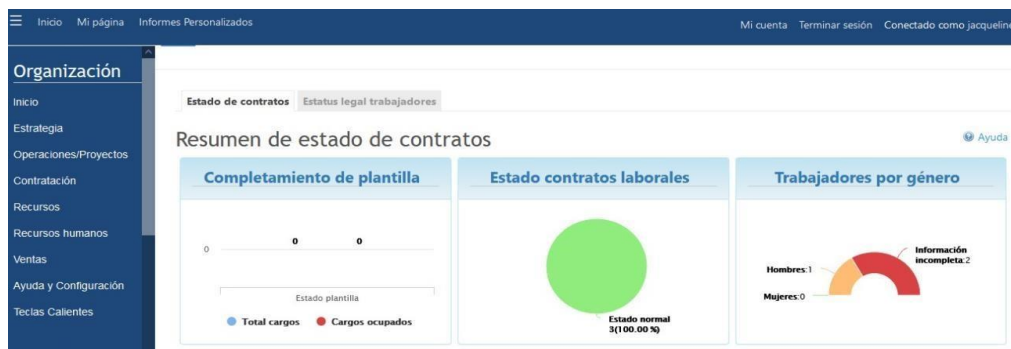 Inicio Mi página Informes Personalizados
Mi cuenta Terminar sesión Conectado como jacqueline
Organización
Inicio
Estrategia
Operaciones/Proyectos
Contratación
Recursos
Recursos humanos
Ventas
Ayuda y Configuración
Teclas Calientes
Estado de contratos Estatus legal trabajadores
Resumen de estado de contratos
Ayuda
Completamiento de plantilla
0
0 0
Estado plantilla
Total cargos Cargos ocupados
Estado contratos laborales
Estado normal
3(100.00 %)
Trabajadores por género
Información
incompleta:2
Hombres:1
Mujeres:0